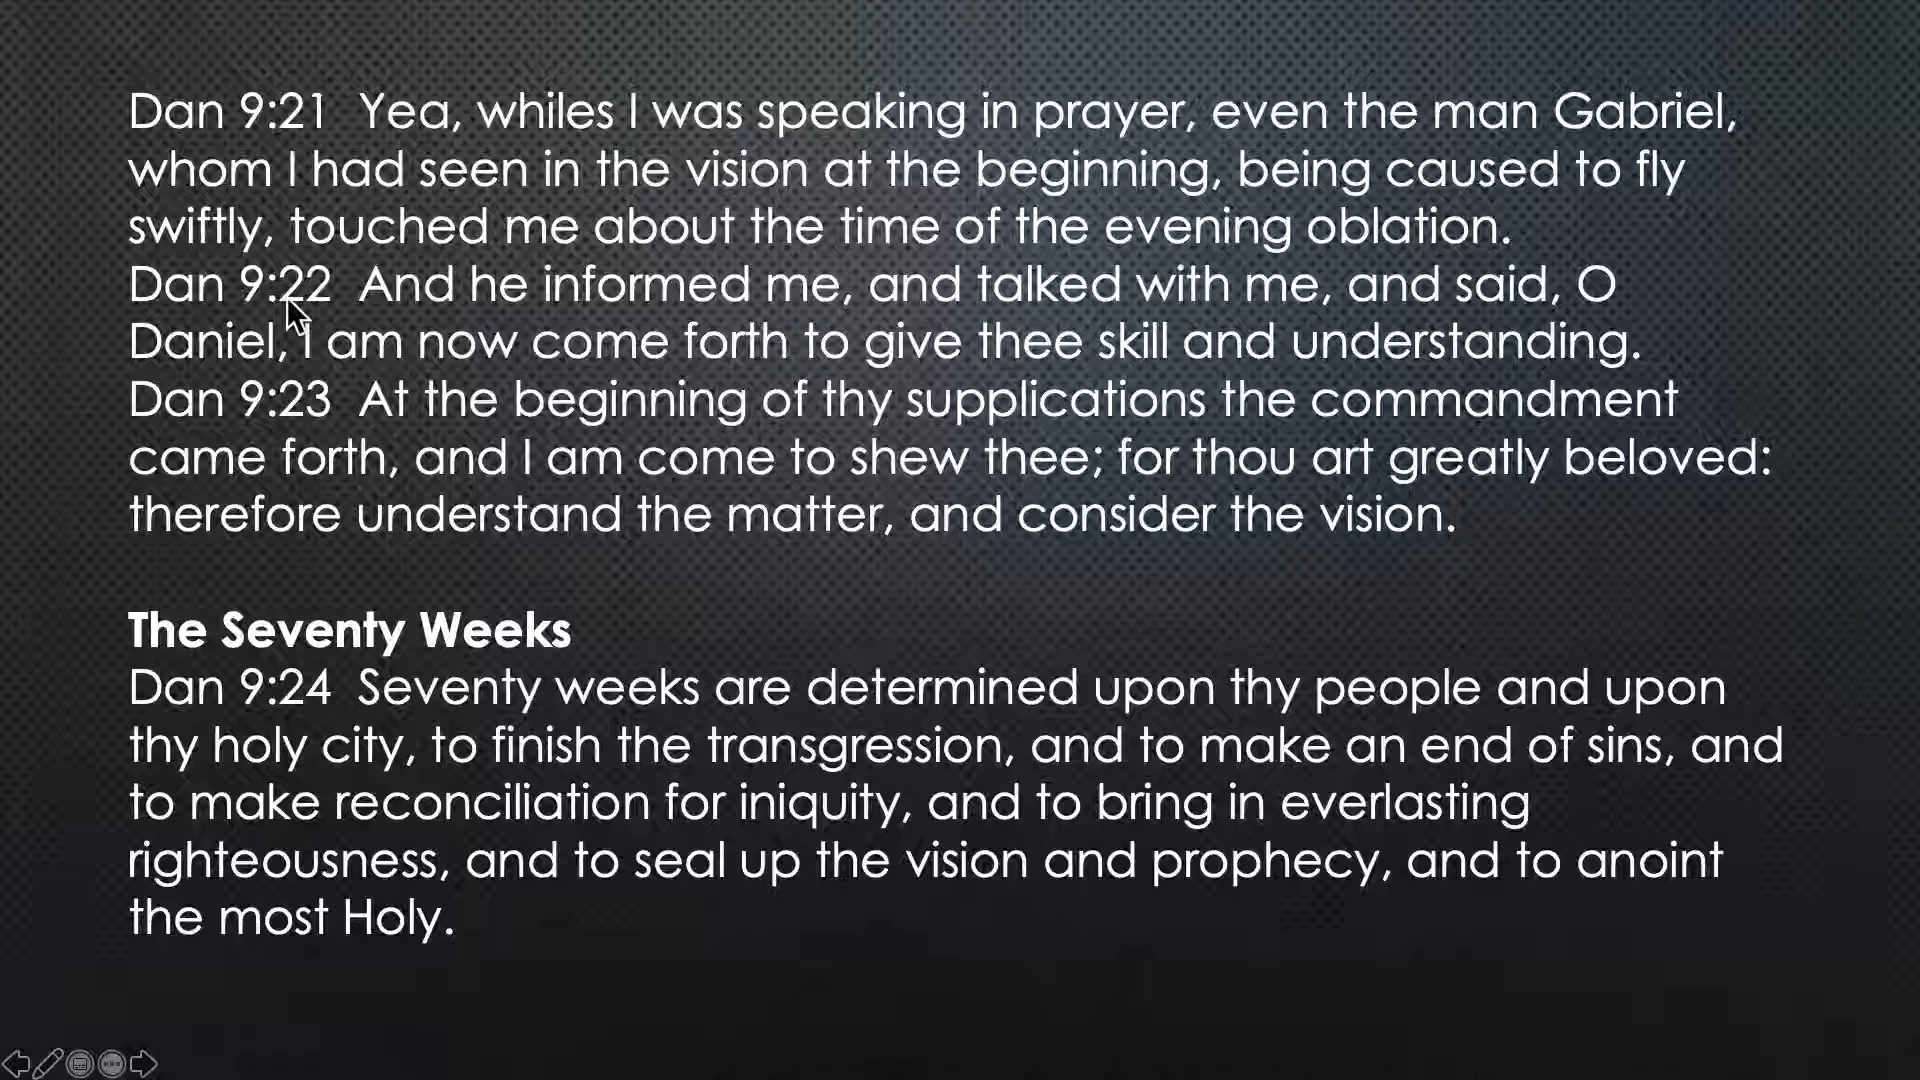 Dan 9:21  Yea, whiles I was speaking in prayer, even the man Gabriel,
whom I had seen in the vision at the beginning, being caused to fly
swiftly, touched me about the time of the evening oblation.
Dan 9:22  And he informed me, and talked with me, and said, O
Daniel, I am now come forth to give thee skill and understanding.
Dan 9:23  At the beginning of thy supplications the commandment
came forth, and I am come to shew thee; for thou art greatly beloved:
therefore understand the matter, and consider the vision.
The Seventy Weeks
Dan 9:24  Seventy weeks are determined upon thy people and upon
thy holy city, to finish the transgression, and to make an end of sins, and
to make reconciliation for iniquity, and to bring in everlasting
righteousness, and to seal up the vision and prophecy, and to anoint
the most Holy.